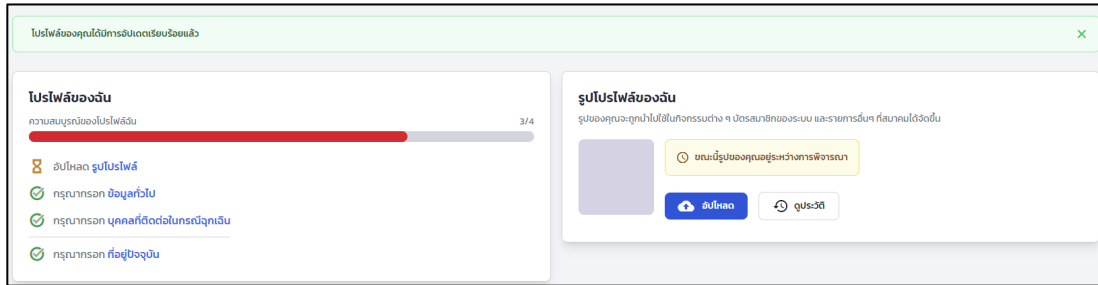 โปรไฟล์ของคุณได้มีการอัปเดตเรียบร้อยแล้ว
โปรไฟล์ของฉัน
ความสมบูรณ์ของโปรไฟล์ฉัน 3/4
อัปโหลด รูปโปรไฟล์
กรุณากรอก ข้อมูลทั่วไป
กรุณากรอก บุคคลที่ติดต่อในกรณีฉุกเฉิน
กรุณากรอก ที่อยู่ปัจจุบัน
รูปโปรไฟล์ของฉัน
รูปของคุณจะถูกนำไปใช้ในกิจกรรมต่าง ๆ บัตรสมาชิกของระบบ และรายการอื่นๆ ที่สมาคมได้จัดขึ้น
ขณะนี้รูปของคุณอยู่ระหว่างการพิจารณา
อัปโหลด
ดูประวัติ